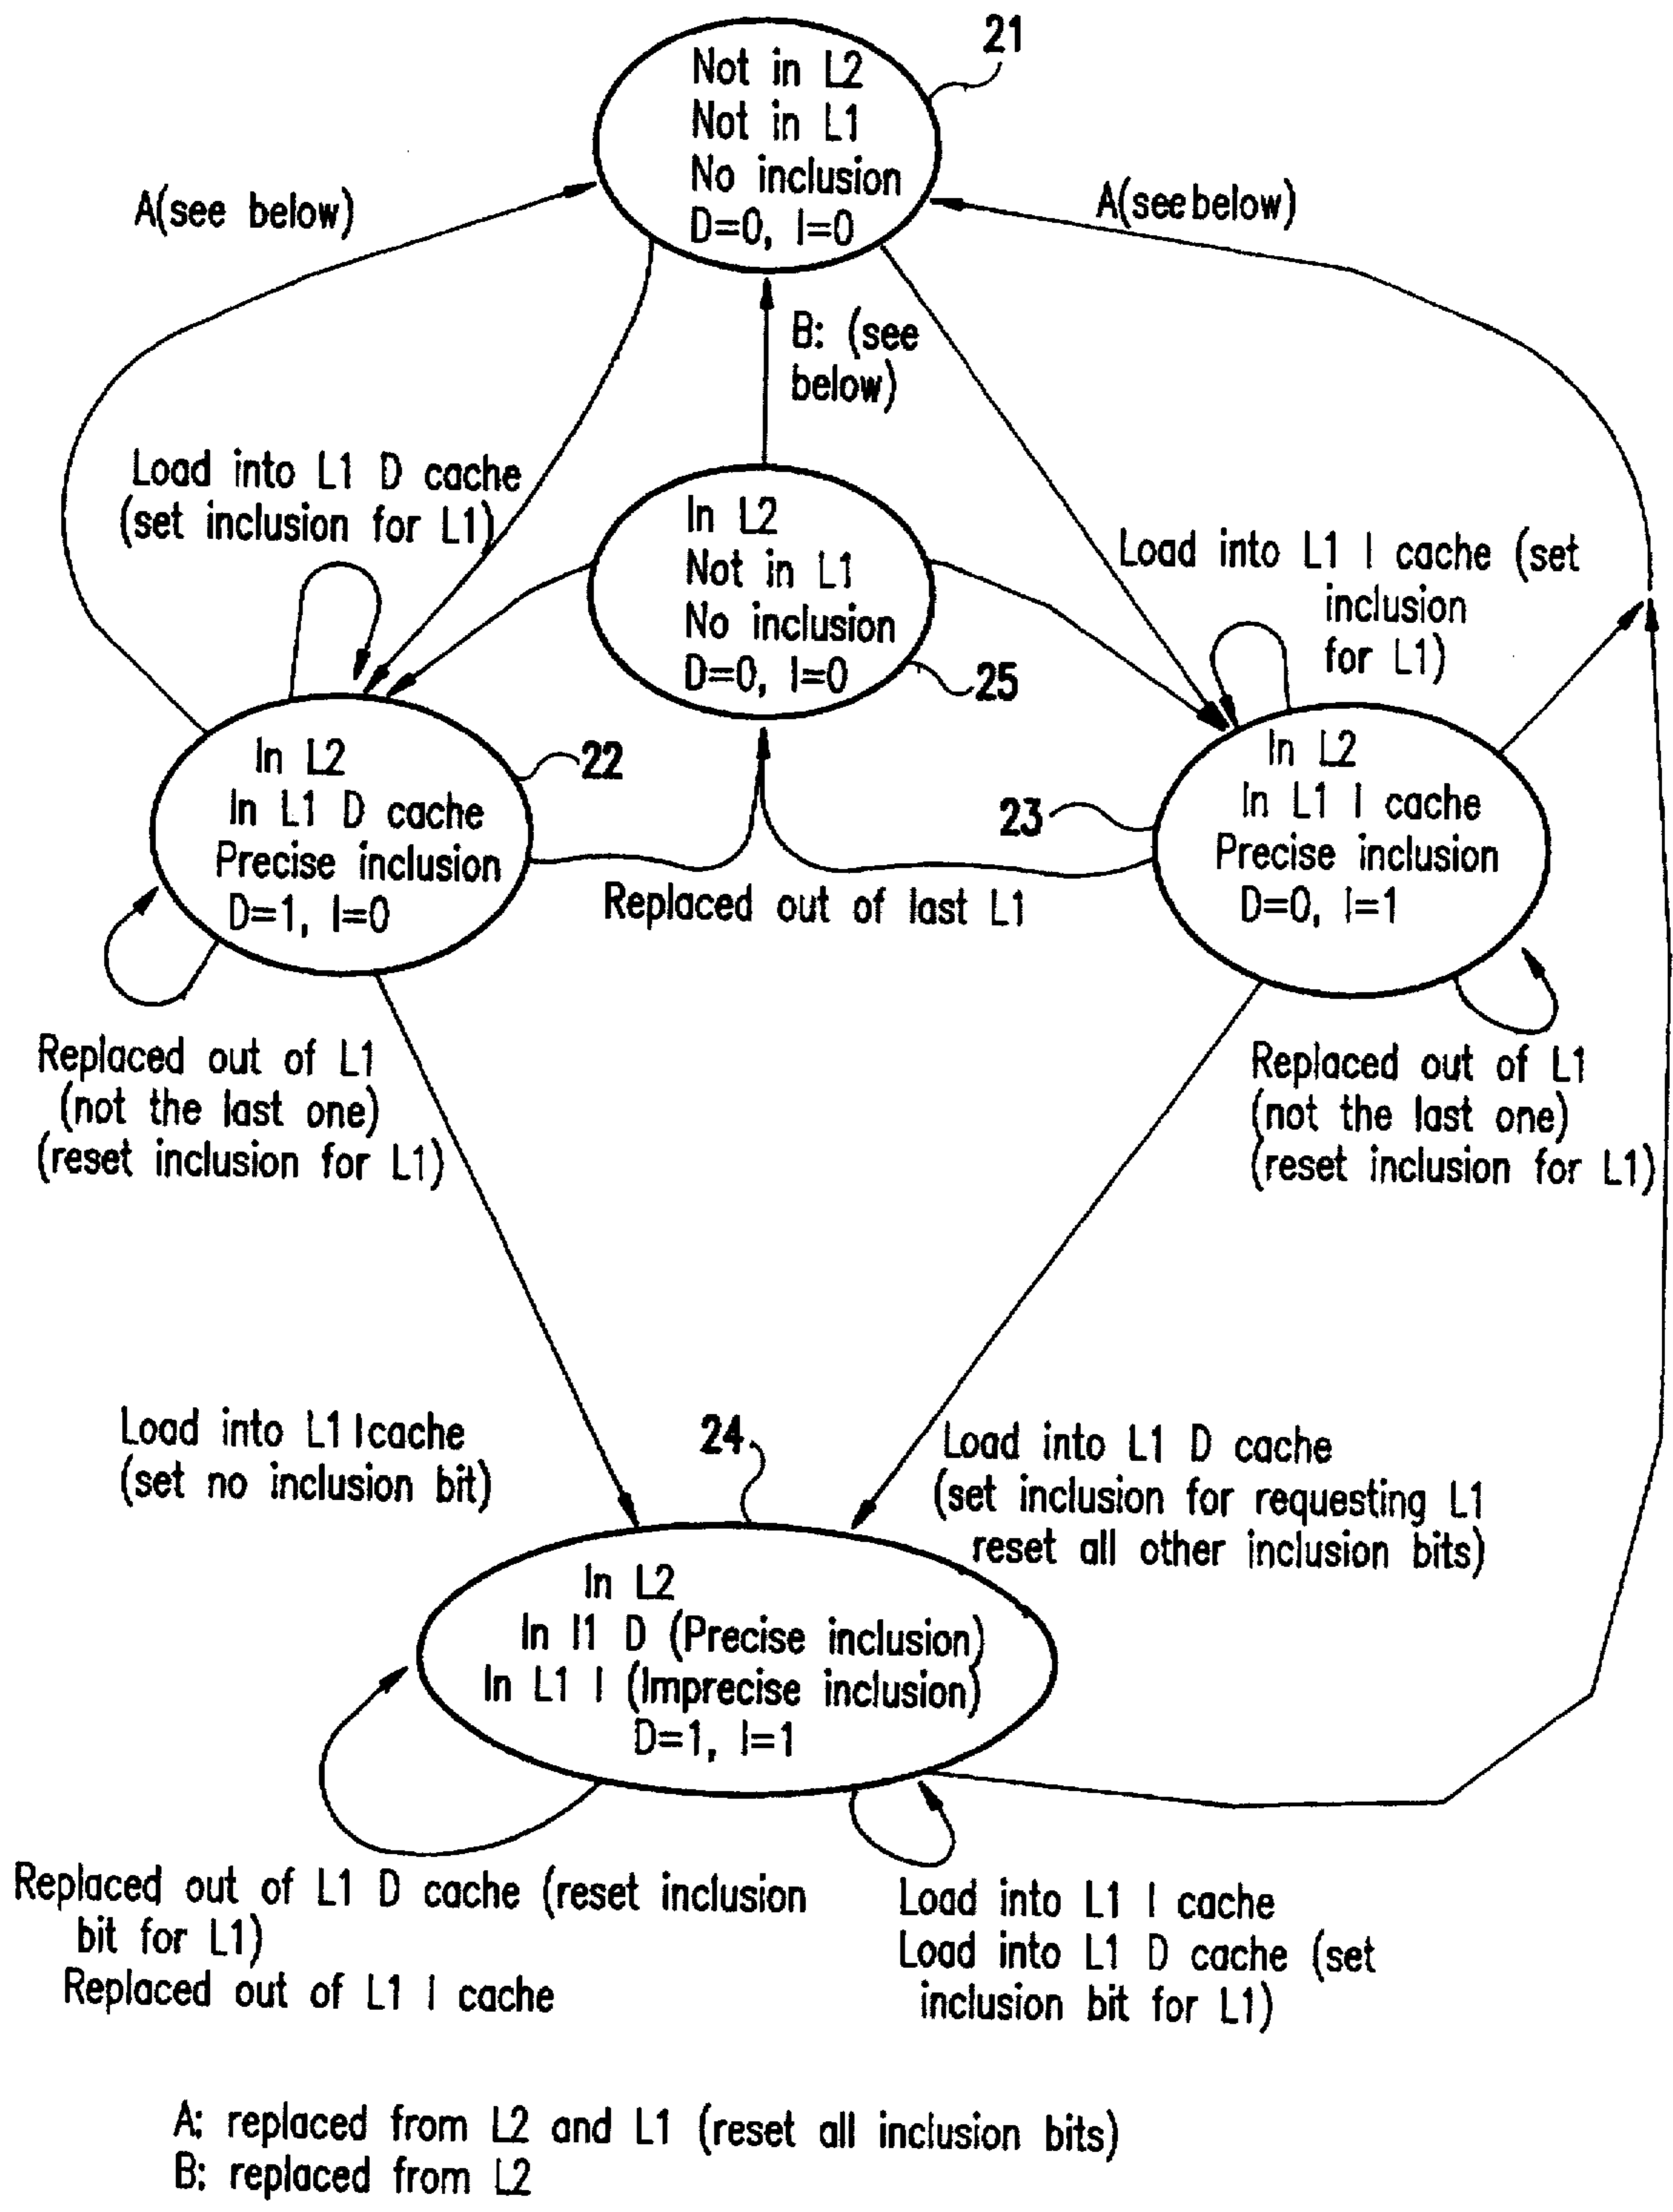 21
Not in L2
Not in L1
No inclusion
D=0, I=0
A(see below)
A(see below)
B: (see
below)
Load into L1 D cache
(set inclusion for L1)
In L2
Not in L1
No inclusion
D=0, I=0
25
Load into L1 I cache (set
inclusion
for L1)
In L2
In L1 D cache
Precise inclusion
D=1, I=0
22
23
In L2
In L1 I cache
Precise inclusion
D=0, I=1
Replaced out of last L1
Replaced out of L1
(not the last one)
(reset inclusion for L1)
Replaced out of L1
(not the last one)
(reset inclusion for L1)
Load into L1 Icache
(set no inclusion bit)
24
Load into L1 D cache
(set inclusion for requesting L1
reset all other inclusion bits)
In L2
In l1 D (Precise inclusion)
In L1 I (Imprecise inclusion)
D=1, I=1
Replaced out of L1 D cache (reset inclusion
bit for L1)
Replaced out of L1 I cache
Load into L1 I cache
Load into L1 D cache (set
inclusion bit for L1)
A: replaced from L2 and L1 (reset all inclusion bits)
B: replaced from L2